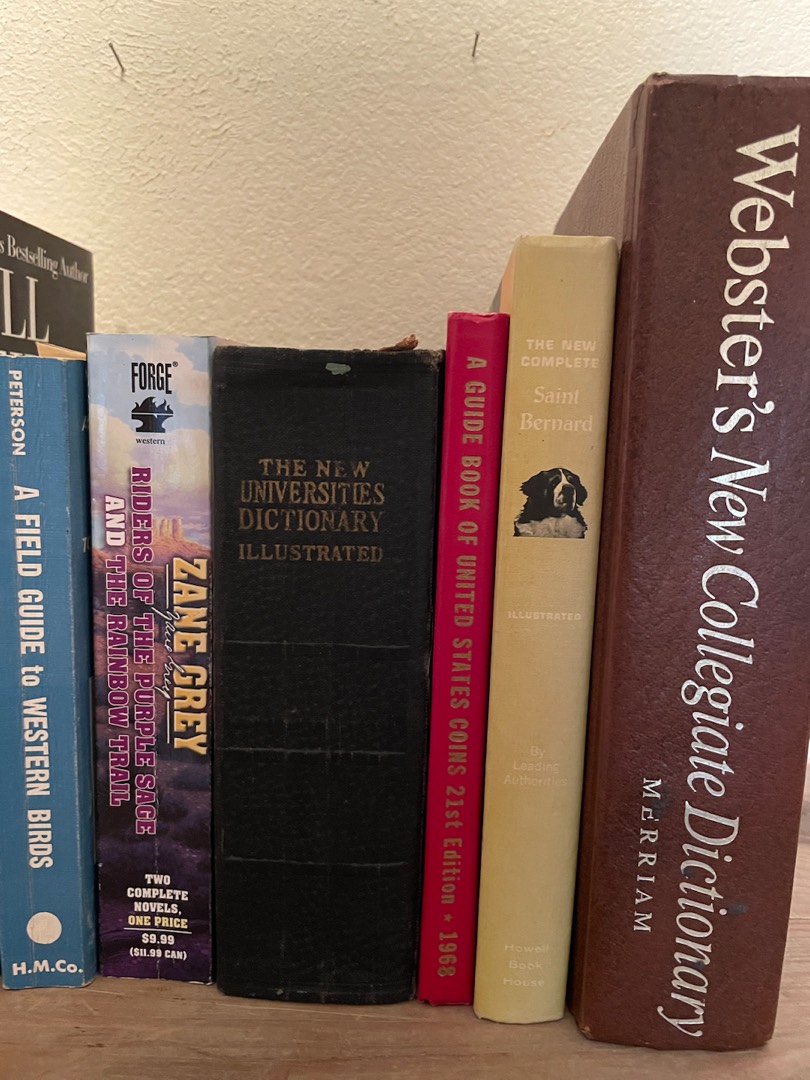 s Bestselling Author
LL
PETERSON
A FIELD GUIDE to WESTERN BIRDS
H.M.Co.
FORGE®
western
ZANE GREY
Zane Grey
RIDERS OF THE PURPLE SAGE
AND THE RAINBOW TRAIL
TWO
COMPLETE
NOVELS,
ONE PRICE
$9.99
($11.99 CAN)
THE NEW
UNIVERSITIES
DICTIONARY
ILLUSTRATED
A GUIDE BOOK OF UNITED STATES COINS 21st Edition ★ 1968
THE NEW
COMPLETE
Saint
Bernard
ILLUSTRATED
By
Leading
Authorities
Howell
Book
House
Webster's New Collegiate Dictionary
MERRIAM